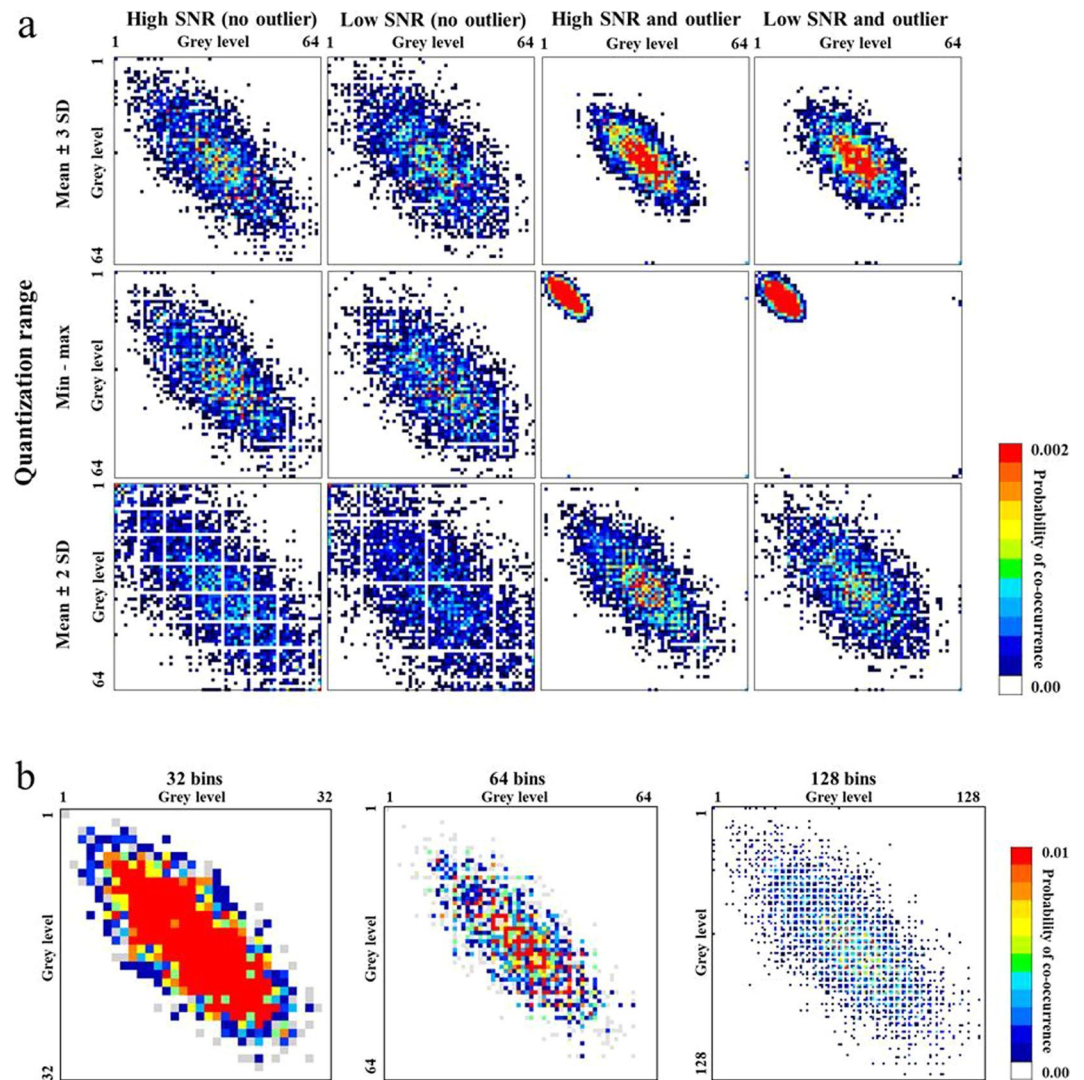 a
High SNR (no outlier)
Low SNR (no outlier)
High SNR and outlier
Low SNR and outlier
1 Grey level 64
1 Grey level 64
1 Grey level 64
1 Grey level 64
Quantization range
Mean ± 3 SD
1 Grey level 64
Min - max
1 Grey level 64
Mean ± 2 SD
1 Grey level 64
0.002
Probability of co-occurrence
0.00
b
32 bins
64 bins
128 bins
1 Grey level 32
1 Grey level 64
1 Grey level 128
1 Grey level 32
1 Grey level 64
1 Grey level 128
0.01
Probability of co-occurrence
0.00